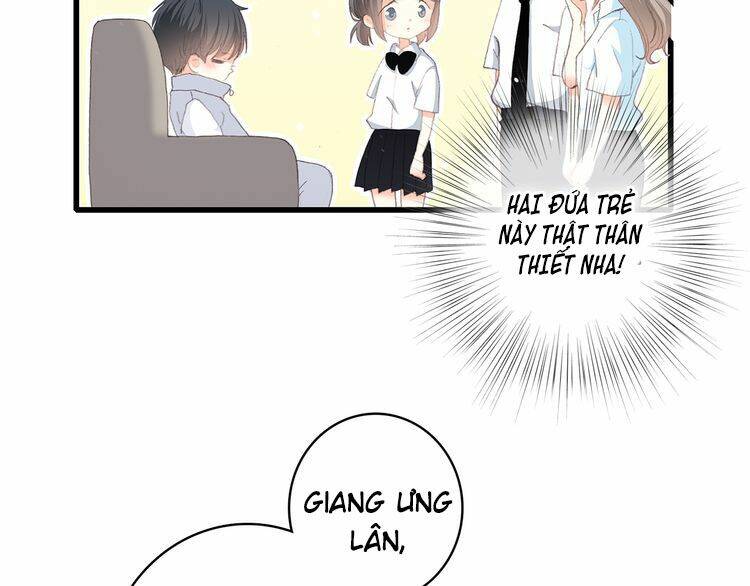 HAI ĐỨA TRẺ
NÀY THẬT THÂN
THIẾT NHA!
GIANG ƯNG
LÂN,